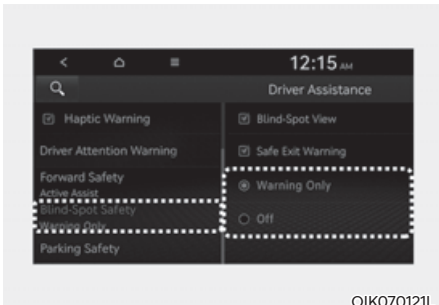 12:15 AM
Driver Assistance
Haptic Warning
Driver Attention Warning
Forward Safety
Active Assist
Blind-Spot Safety
Warning Only
Parking Safety
Blind-Spot View
Safe Exit Warning
Warning Only
Off
OIK070121L